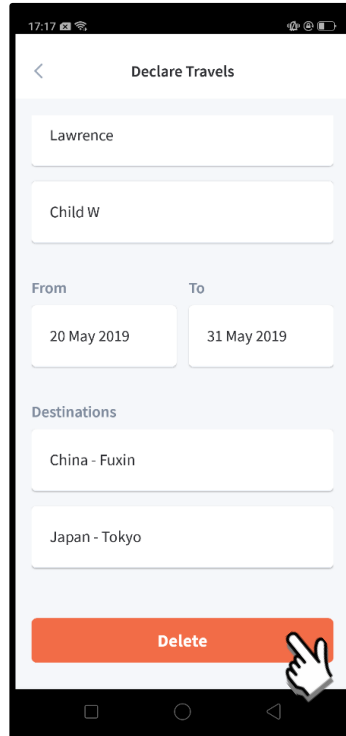 17:17
Declare Travels
Lawrence
Child W
From To
20 May 2019 31 May 2019
Destinations
China - Fuxin
Japan - Tokyo
Delete